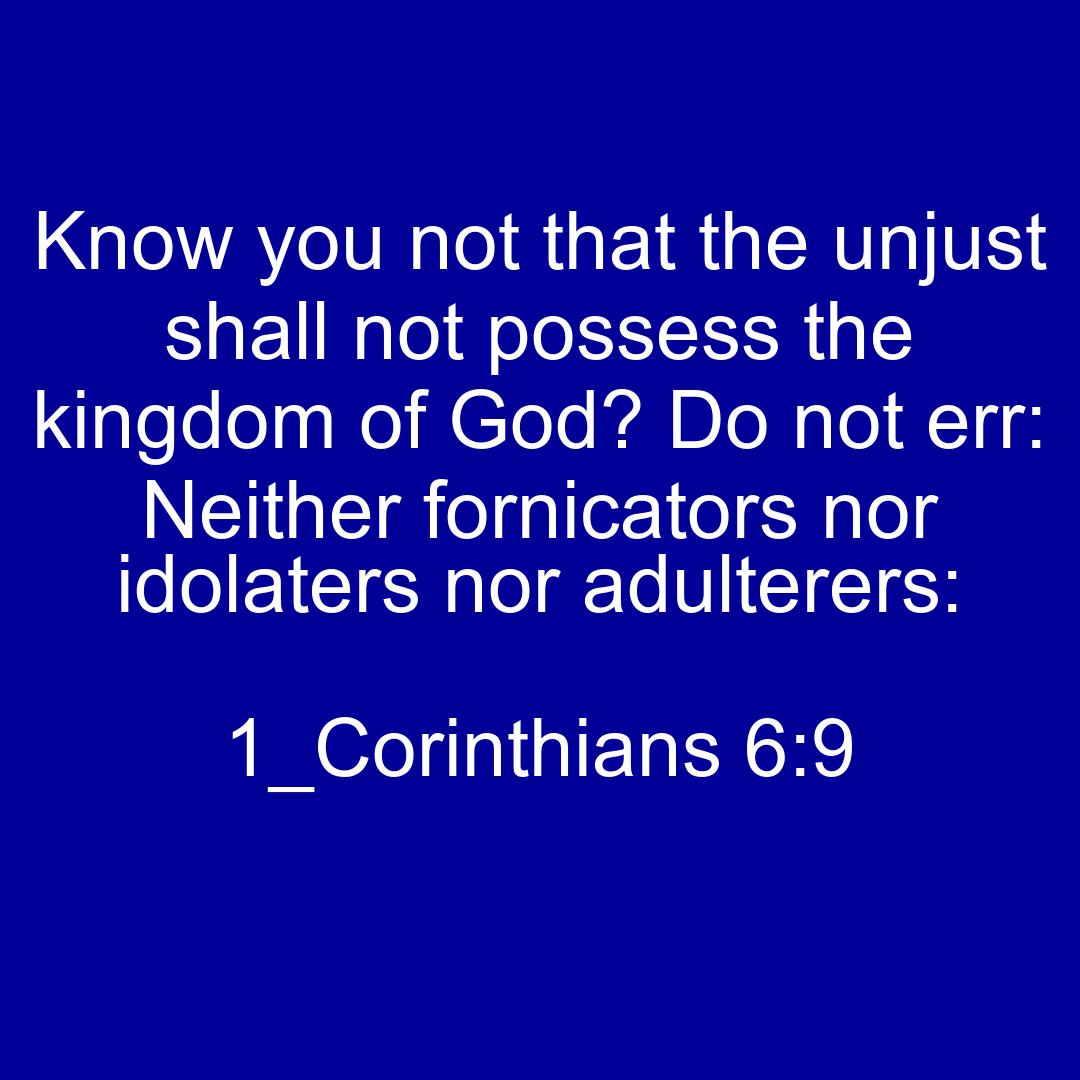 Know you not that the unjust
shall not possess the
kingdom of God? Do not err:
Neither fornicators nor
idolaters nor adulterers:
1_Corinthians 6:9